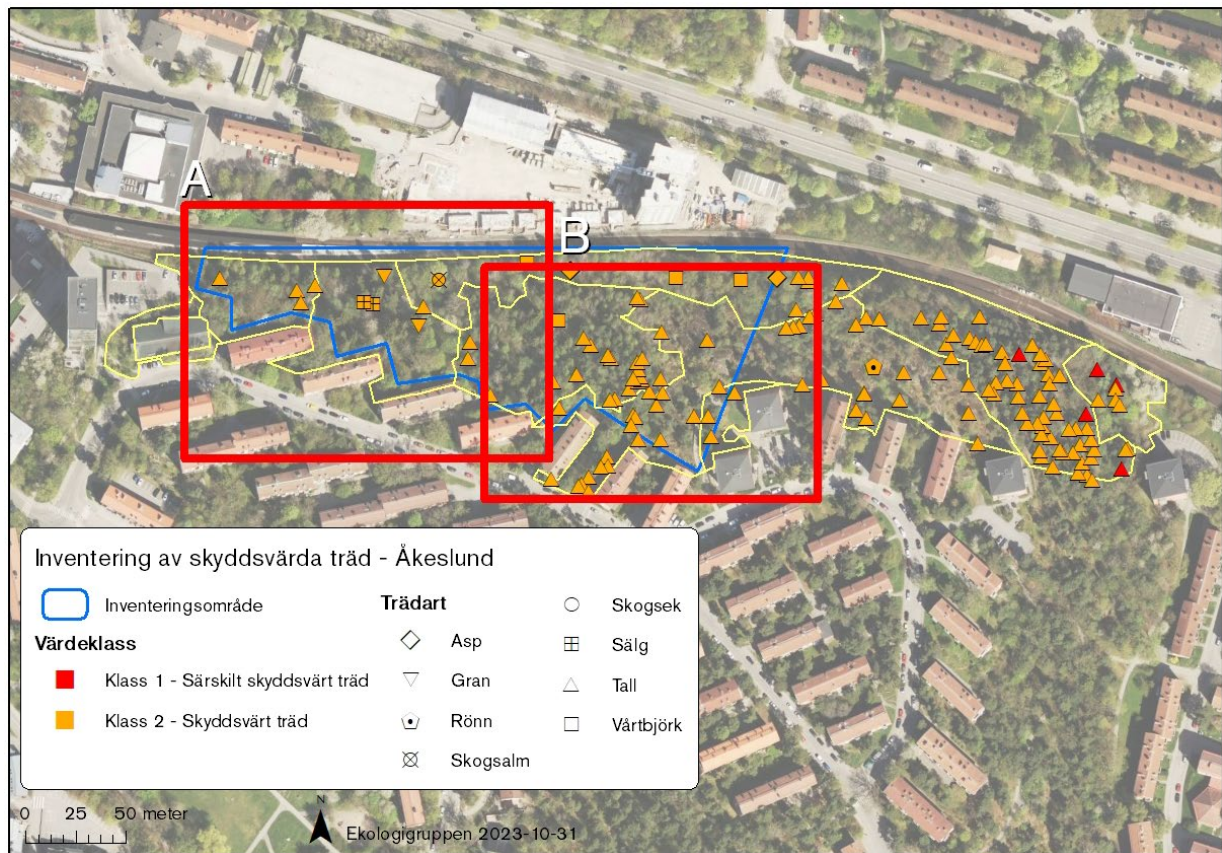 A
B
Inventering av skyddsvärda träd - Åkeslund
Inventeringsområde
Värdeklass
Klass 1 - Särskilt skyddsvärt träd
Klass 2 - Skyddsvärt träd
Trädart
Asp
Gran
Rönn
Skogsalm
Skogsek
Sälg
Tall
Vårtbjörk
0 25 50 meter
N
Ekologigruppen 2023-10-31